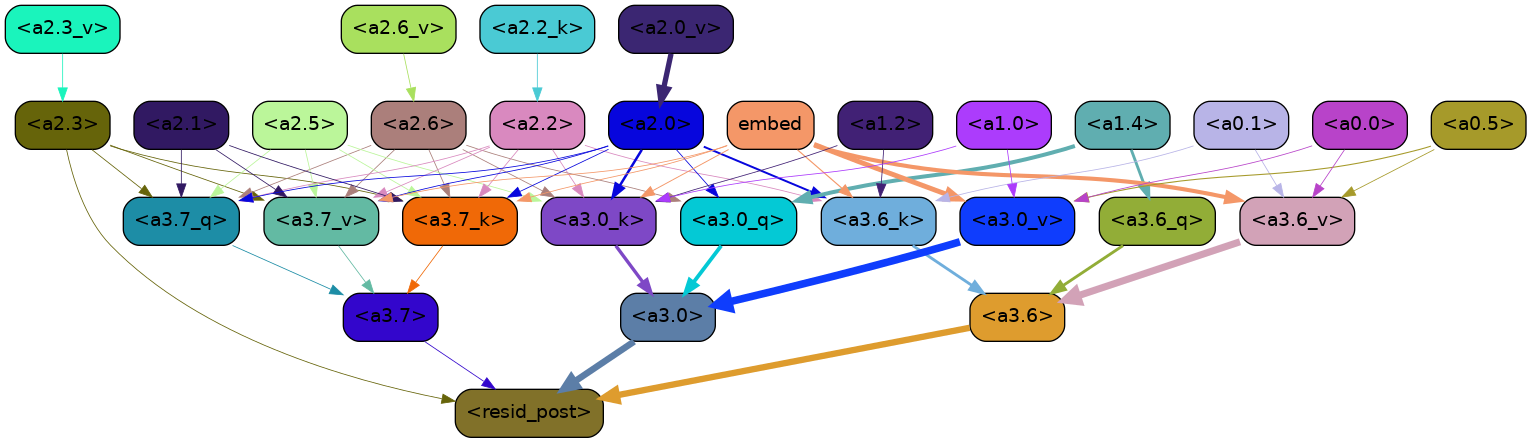 <a2.3_v> <a2.6_v> <a2.2_k> <a2.0_v>
<a2.3> <a2.1> <a2.5> <a2.6> <a2.2> <a2.0> embed <a1.2> <a1.0> <a1.4> <a0.1> <a0.0> <a0.5>
<a3.7_q> <a3.7_v> <a3.7_k> <a3.0_k> <a3.0_q> <a3.6_k> <a3.0_v> <a3.6_q> <a3.6_v>
<a3.7> <a3.0> <a3.6>
<resid_post>